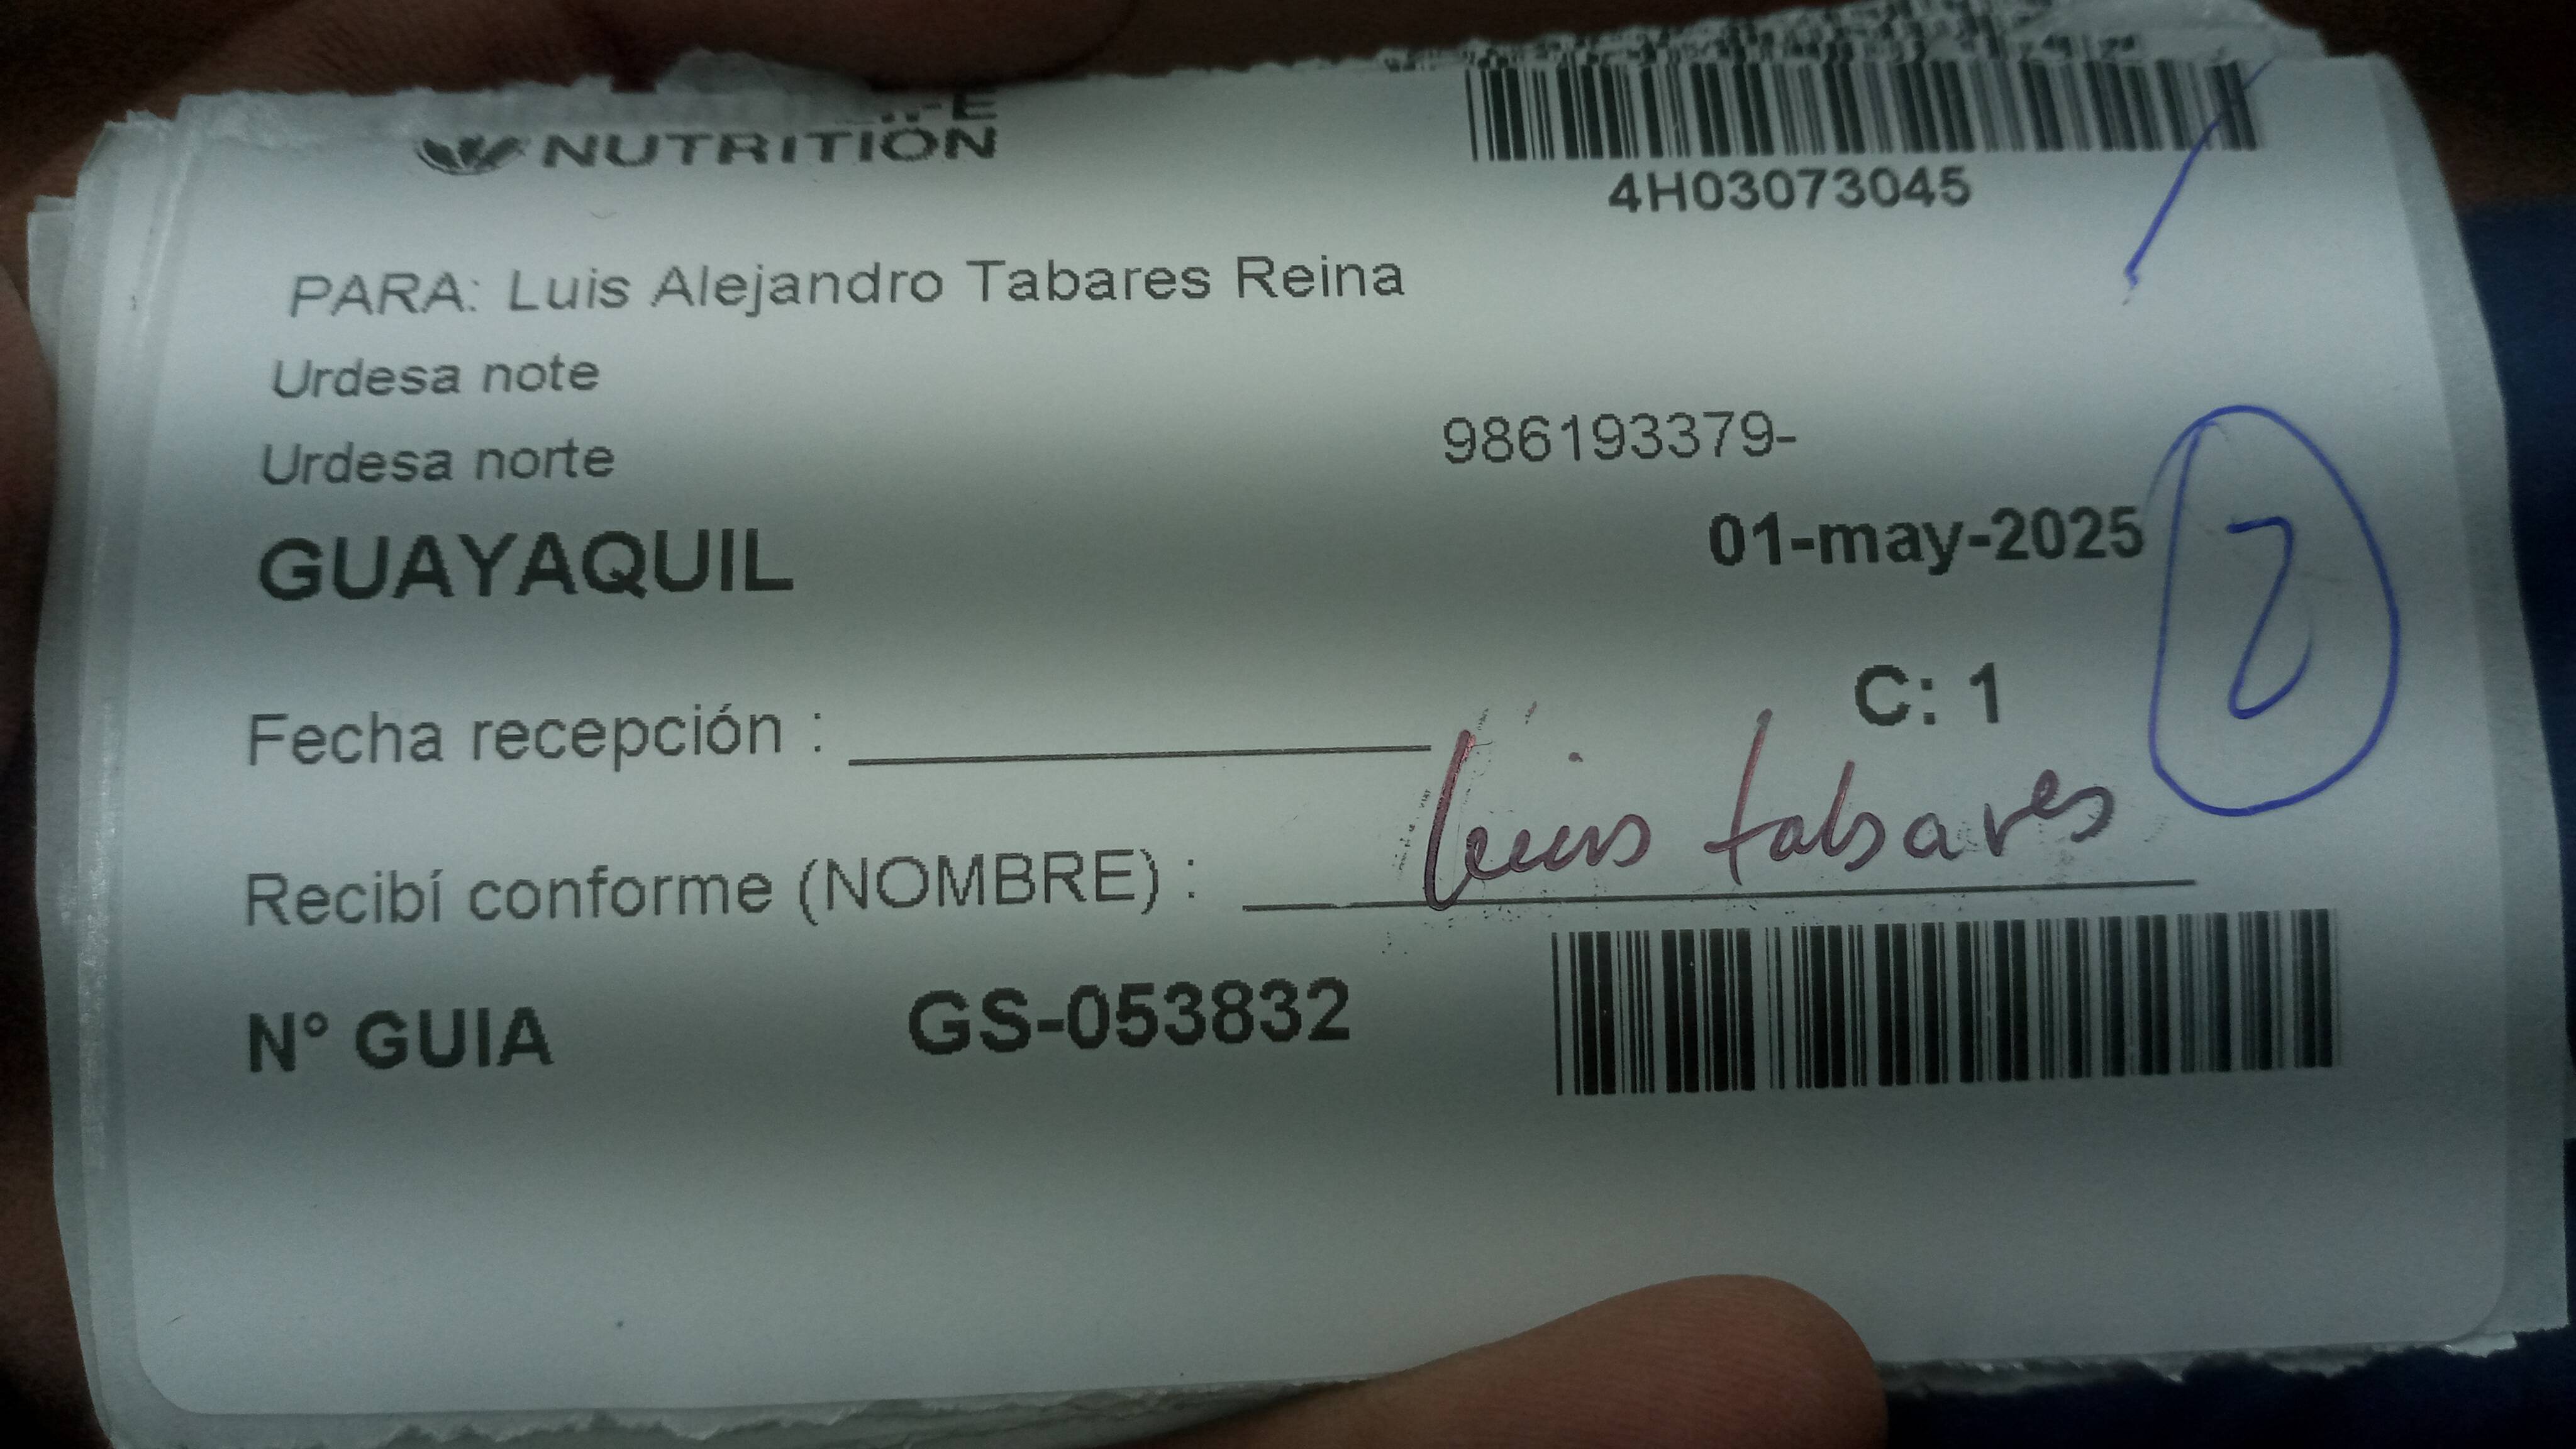 NUTRITION
4H03073045
PARA: Luis Alejandro Tabares Reina
Urdesa note
Urdesa norte
986193379-
GUAYAQUIL
01-may-2025
2
C: 1
Fecha recepción :
Recibí conforme (NOMBRE) : Luis tabares
N° GUIA GS-053832